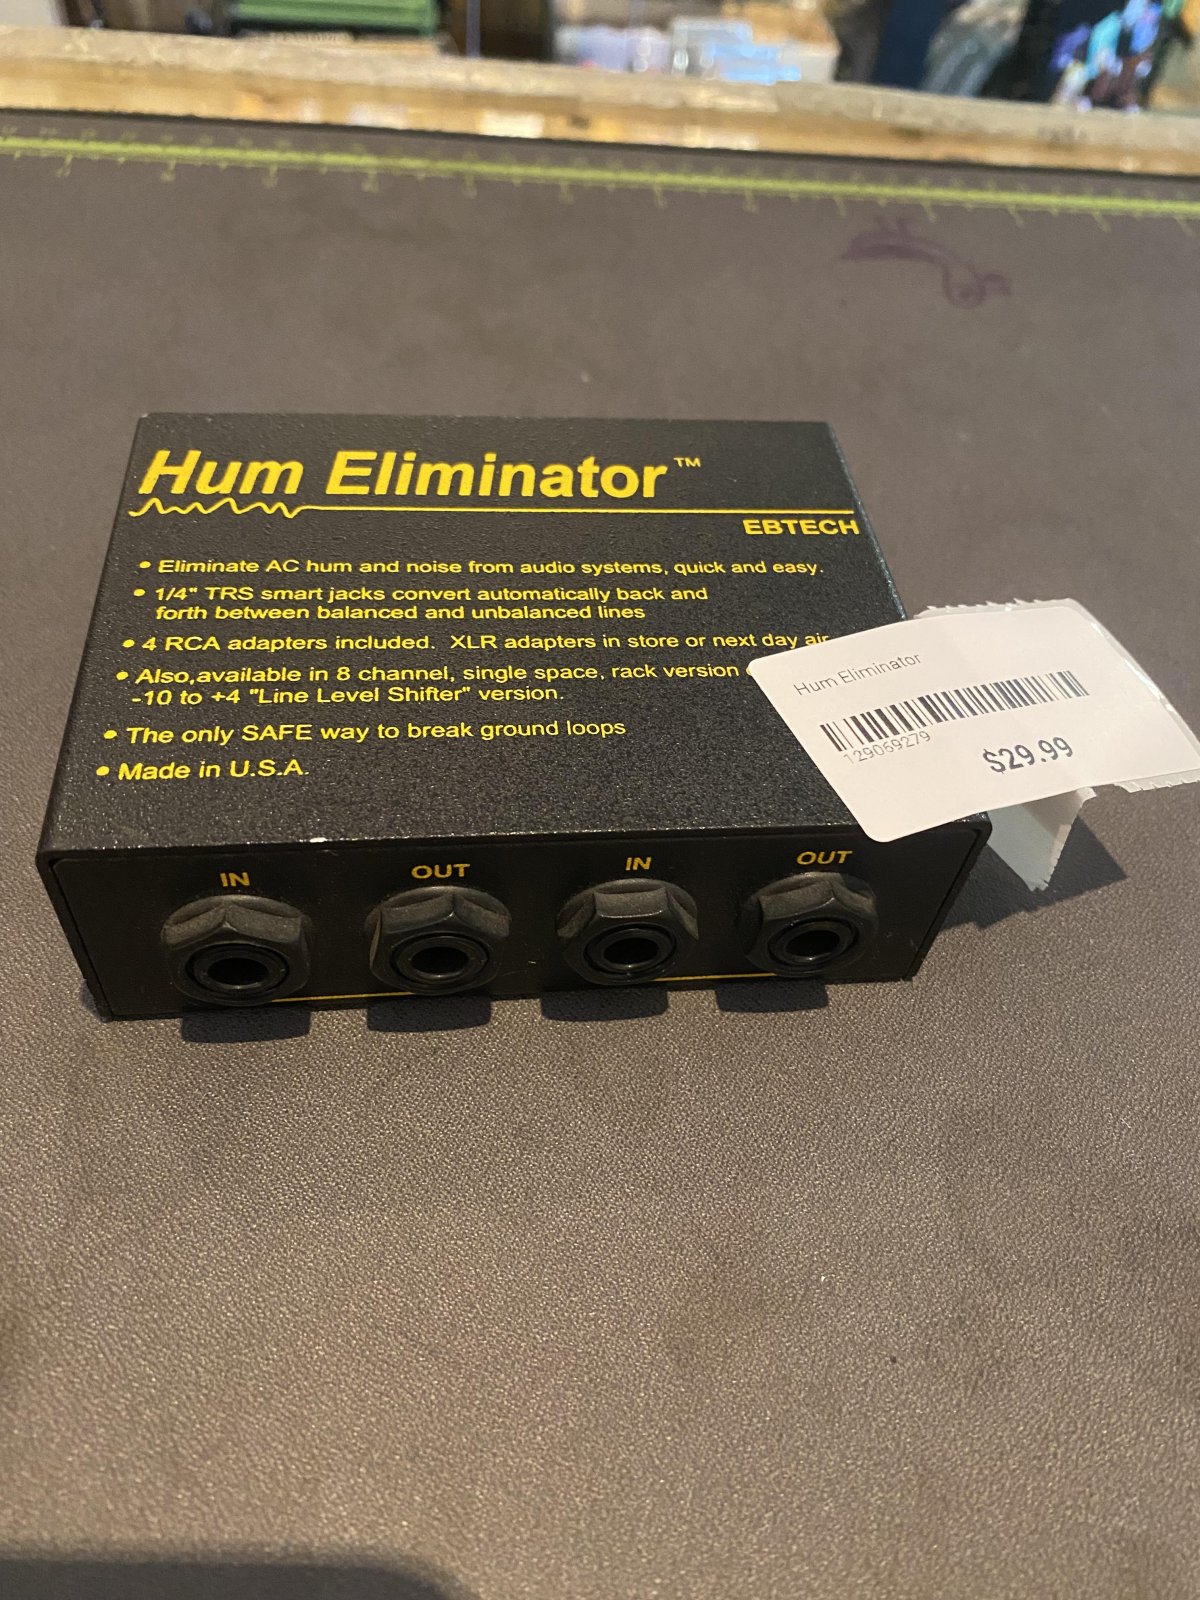 Hum Eliminator™
EBTECH
• Eliminate AC hum and noise from audio systems, quick and easy.
• 1/4" TRS smart jacks convert automatically back and
forth between balanced and unbalanced lines
• 4 RCA adapters included. XLR adapters in store or next day air
• Also,available in 8 channel, single space, rack version
-10 to +4 "Line Level Shifter" version.
• The only SAFE way to break ground loops
• Made in U.S.A.
IN OUT IN OUT
Hum Eliminator
129069279
$29.99